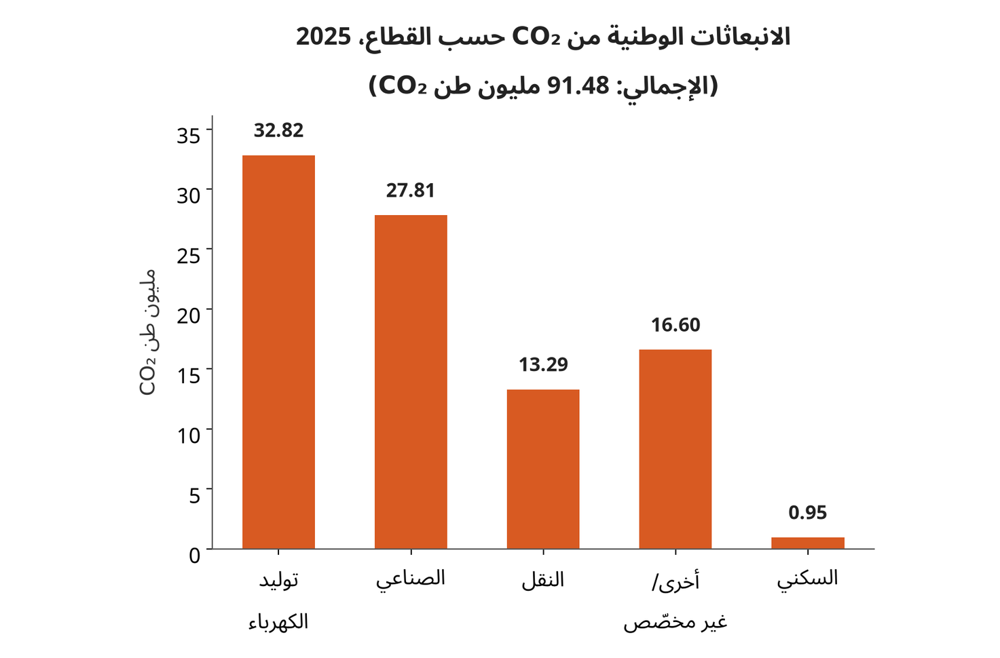 الانبعاثات الوطنية من CO₂ حسب القطاع، 2025
(الإجمالي: 91.48 مليون طن CO₂)
مليون طن CO₂
35
30
25
20
15
10
5
0
32.82
27.81
13.29
16.60
0.95
توليد الكهرباء
الصناعي
النقل
أخرى/
غير مخصّص
السكني